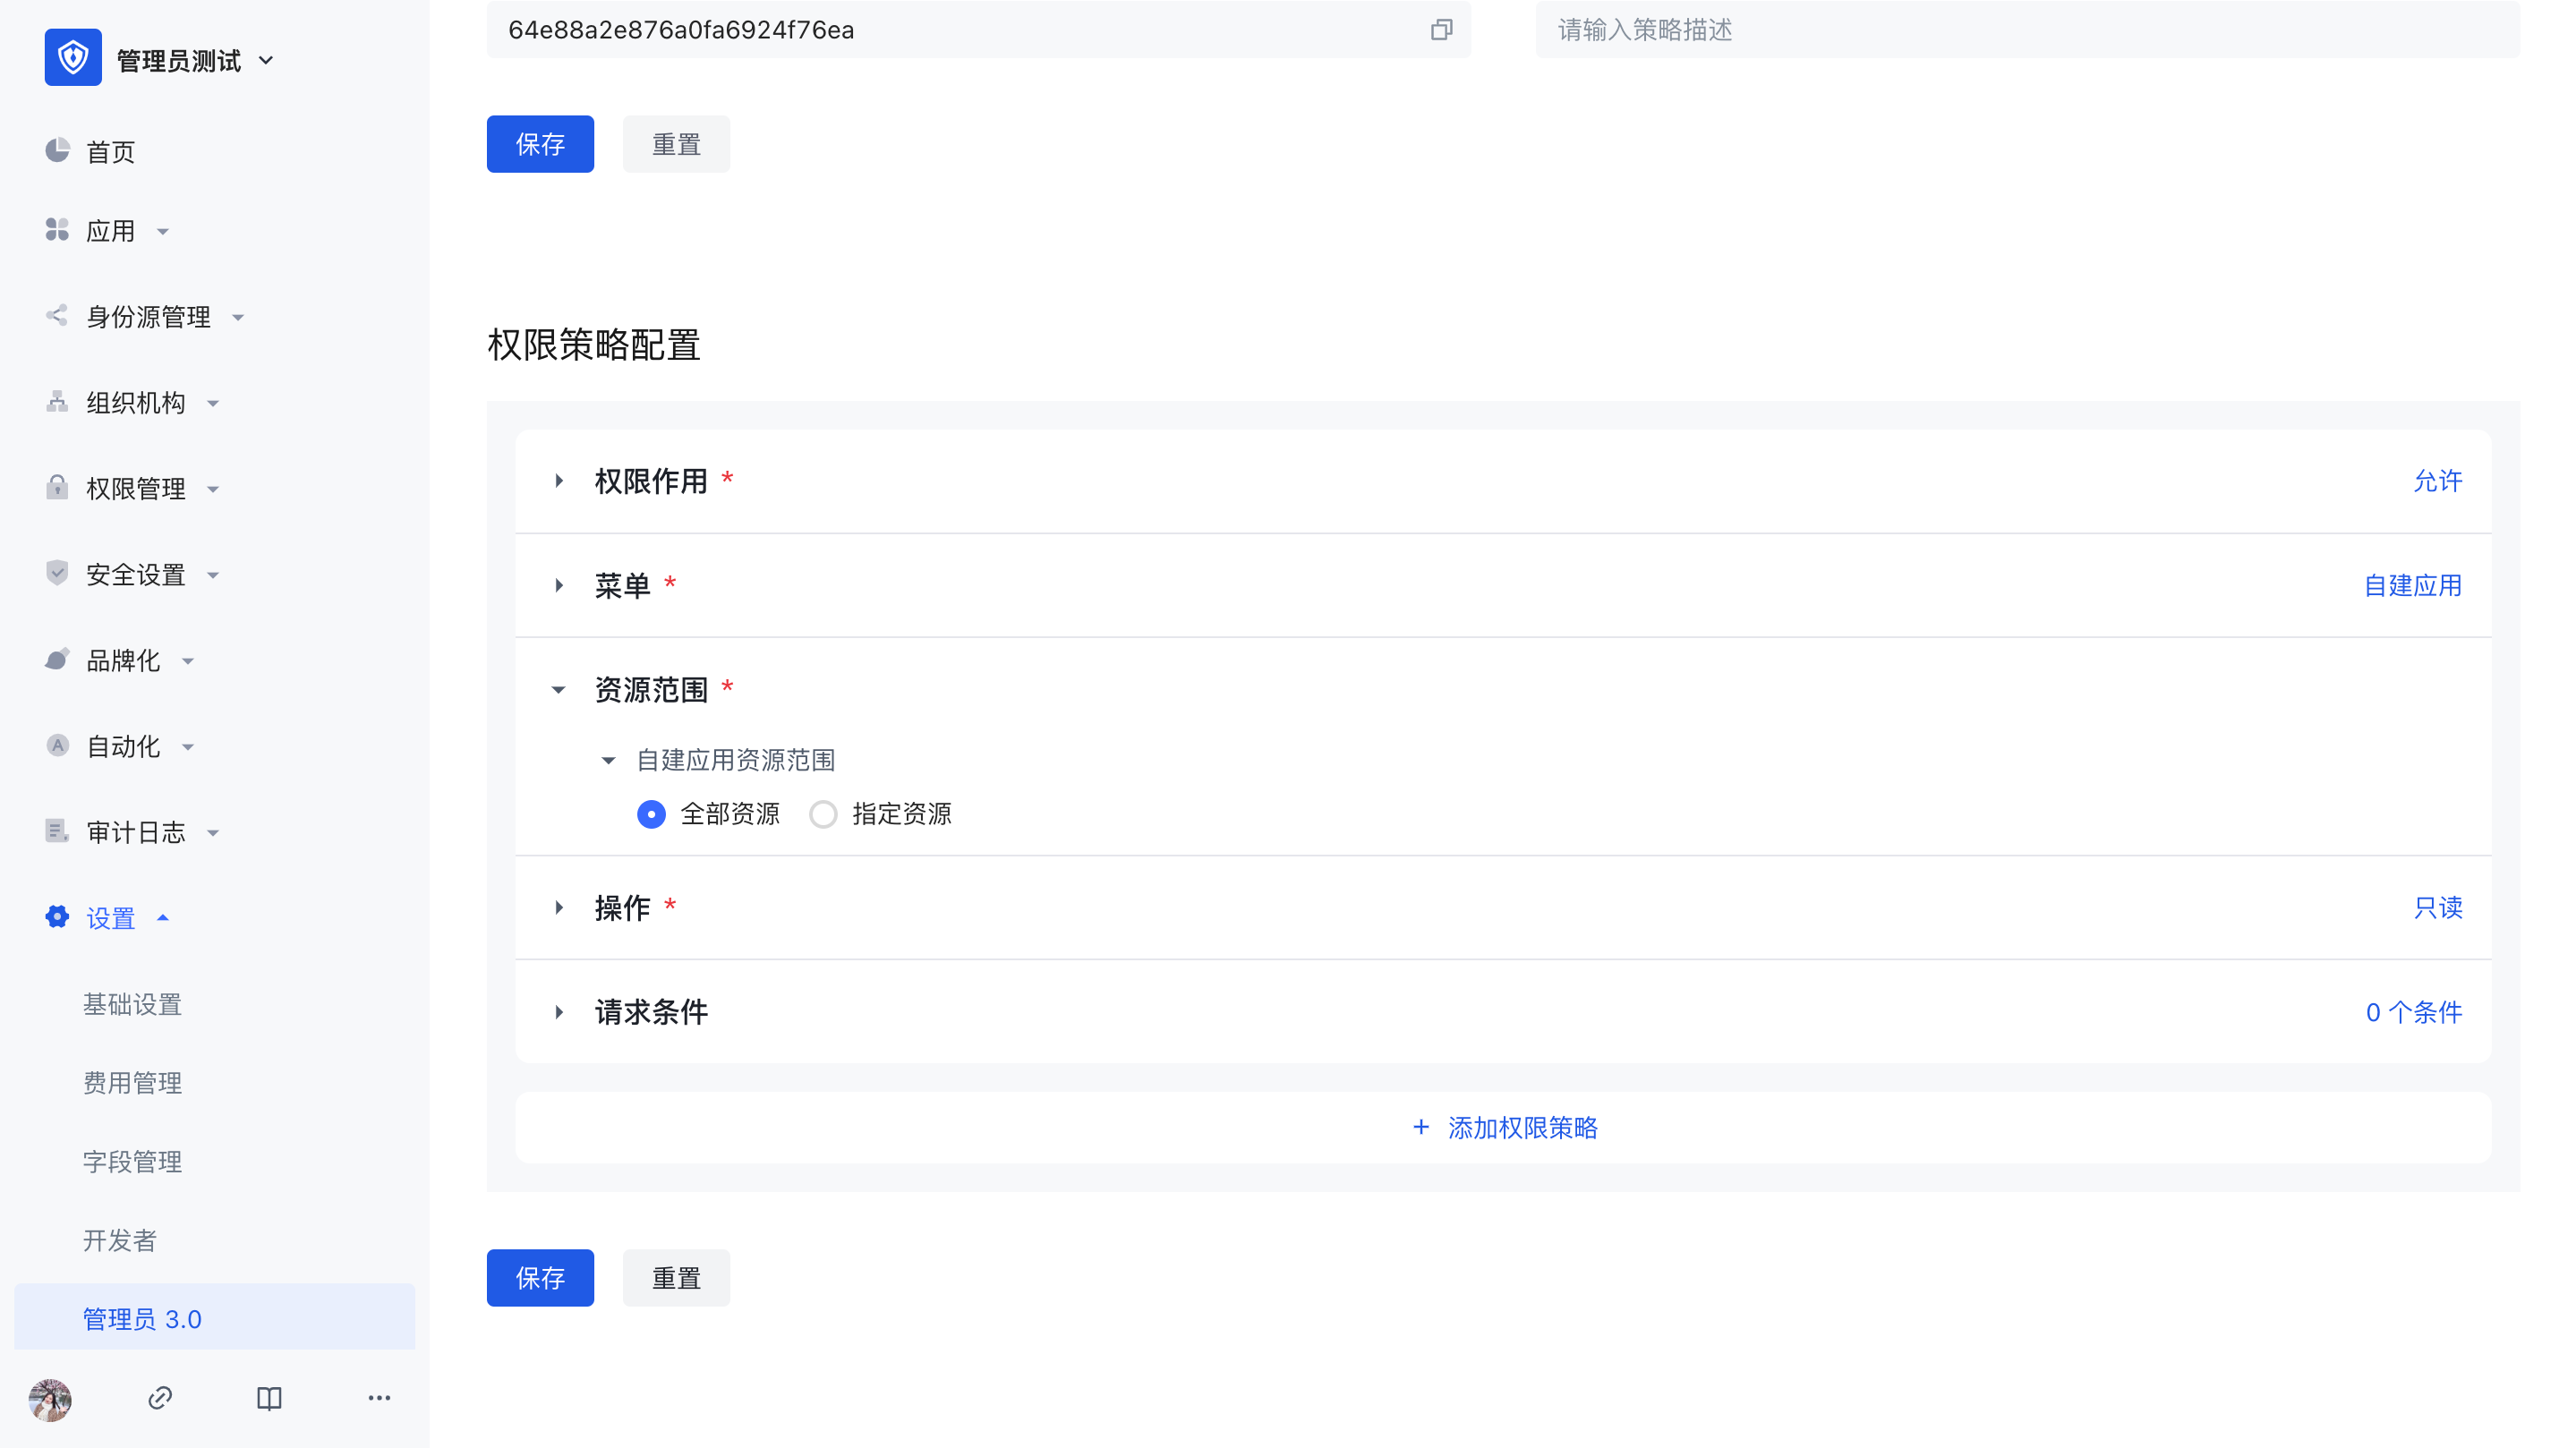 管理员测试
首页
应用
身份源管理
组织机构
权限管理
安全设置
品牌化
自动化
审计日志
设置
基础设置
费用管理
字段管理
开发者
管理员 3.0
64e88a2e876a0fa6924f76ea
请输入策略描述
保存 重置
权限策略配置
权限作用 * 允许
菜单 * 自建应用
资源范围 *
自建应用资源范围
全部资源 指定资源
操作 * 只读
请求条件 0 个条件
+ 添加权限策略
保存 重置